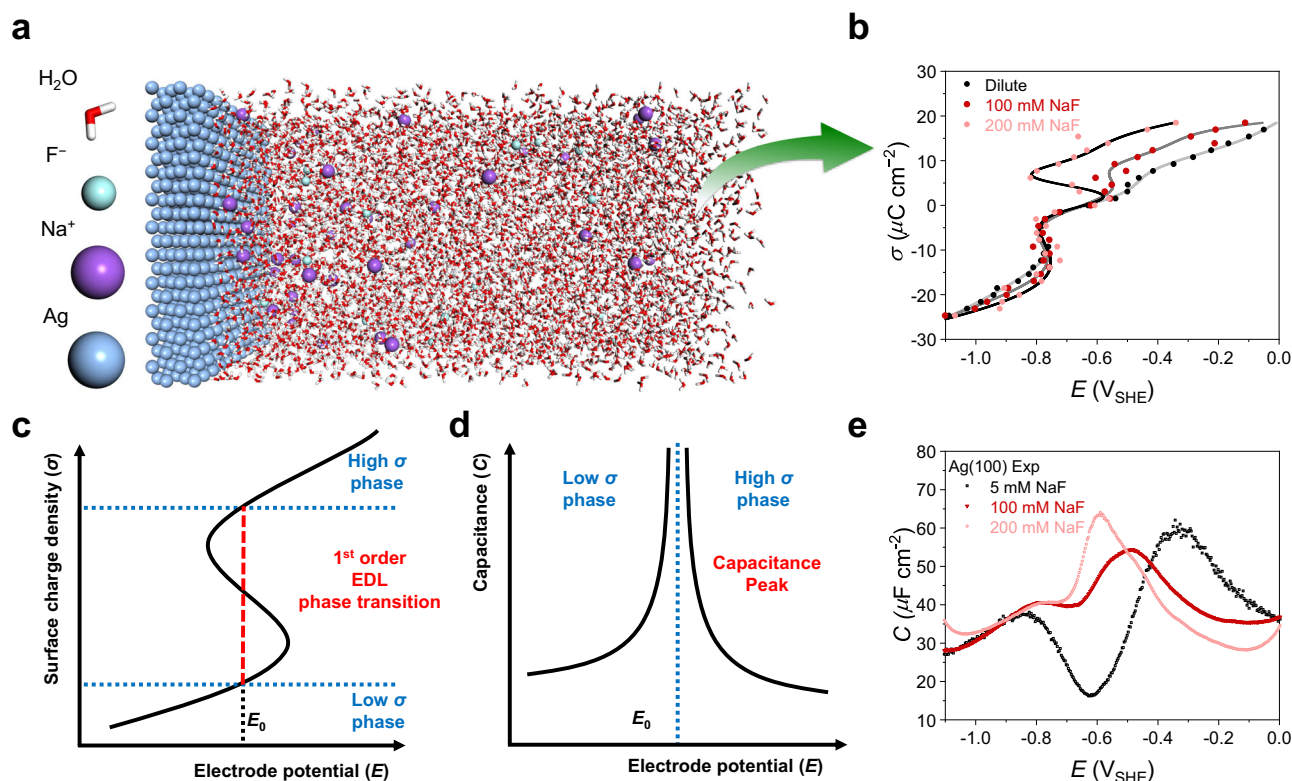 a
H₂O
F⁻
Na⁺
Ag
b
Dilute
100 mM NaF
200 mM NaF
30
20
10
0
-10
-20
-30
σ (μC cm⁻²)
-1.0 -0.8 -0.6 -0.4 -0.2 0.0
E (V_SHE)
c
Surface charge density (σ)
High σ
phase
1st order
EDL
phase transition
Low σ
phase
E₀
Electrode potential (E)
d
Capacitance (C)
Low σ
phase
High σ
phase
Capacitance
Peak
E₀
Electrode potential (E)
e
Ag(100) Exp
5 mM NaF
100 mM NaF
200 mM NaF
80
70
60
50
40
30
20
10
C (μF cm⁻²)
-1.0 -0.8 -0.6 -0.4 -0.2 0.0
E (V_SHE)